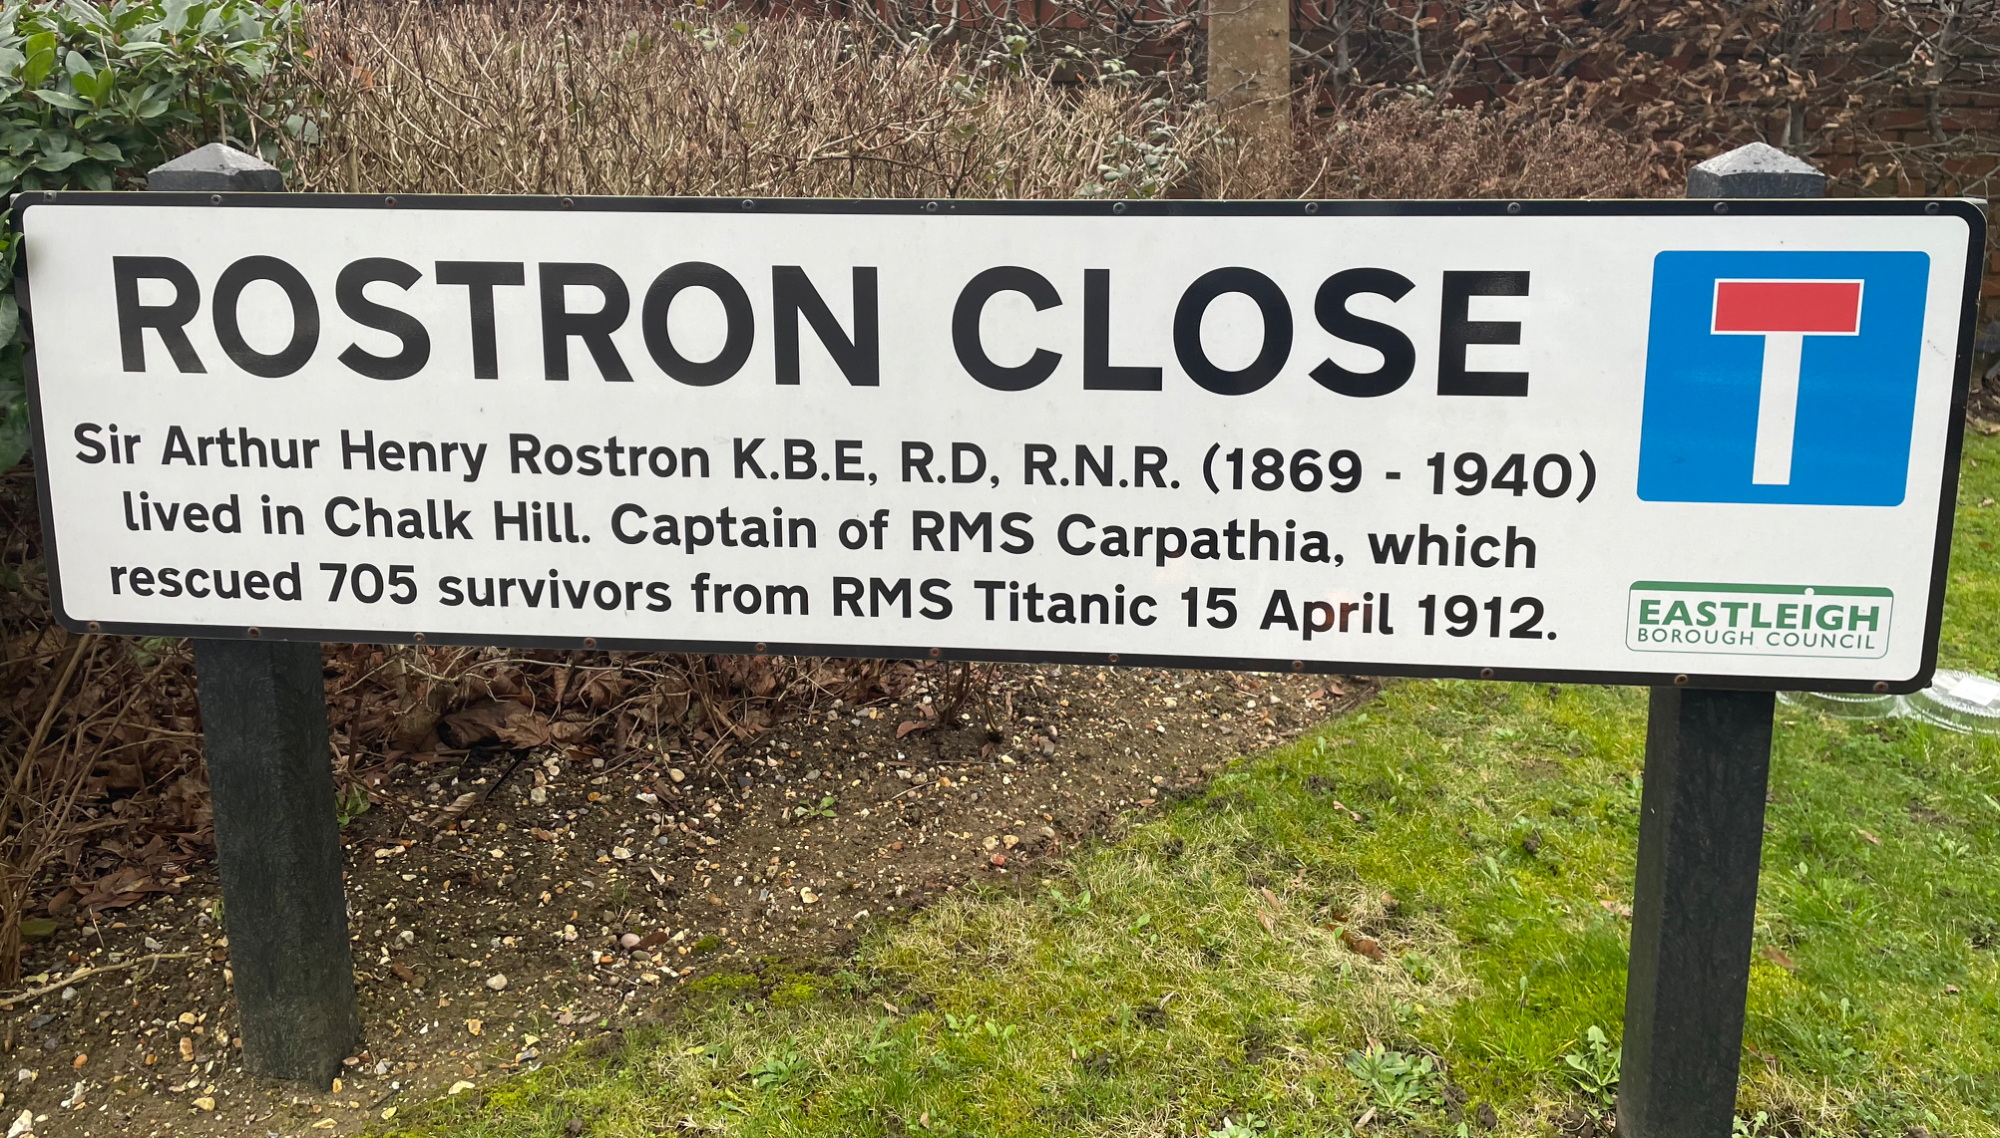 ROSTRON CLOSE
Sir Arthur Henry Rostron K.B.E, R.D, R.N.R. (1869 - 1940)
lived in Chalk Hill. Captain of RMS Carpathia, which
rescued 705 survivors from RMS Titanic 15 April 1912.
EASTLEIGH
BOROUGH COUNCIL